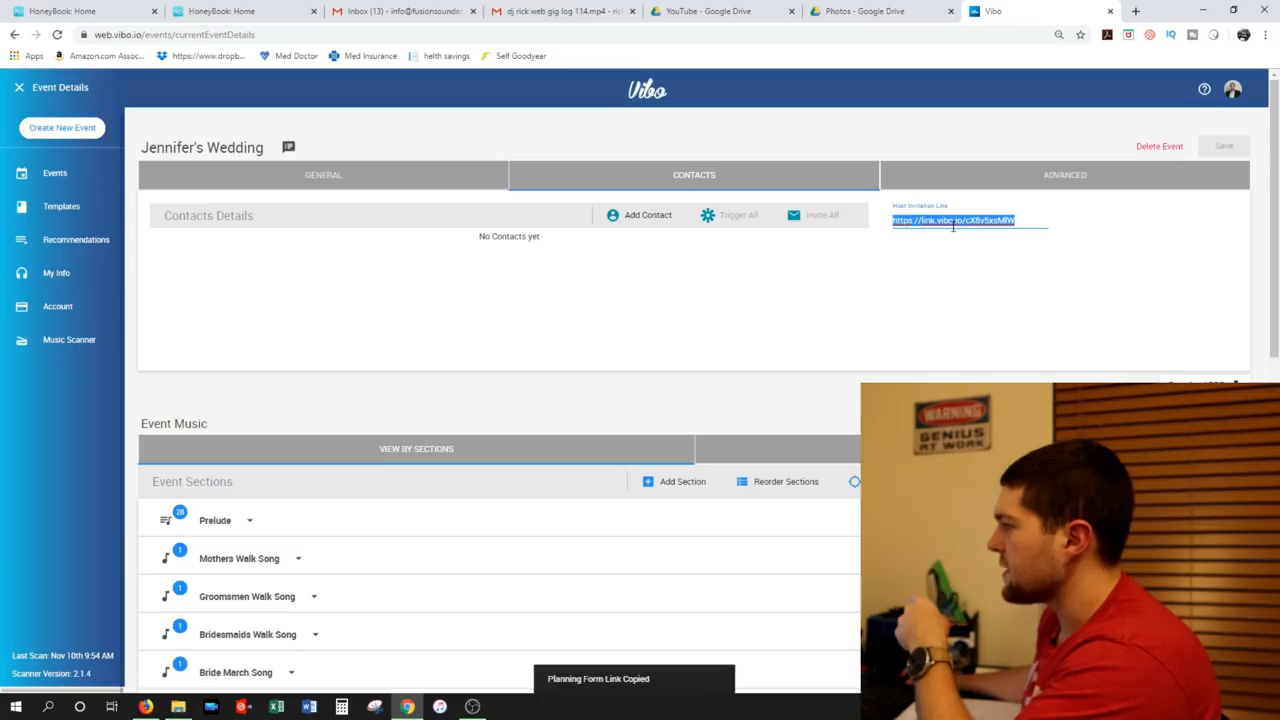 HoneyBook: Home
HoneyBook: Home
Inbox (13) - info@fusionsounda
dj rick web gig log 114.mp4 - ric
YouTube - Google Drive
Photos - Google Drive
Vibo
web.vibo.io/events/currentEventDetails
Apps
Amazon.com Assoc...
https://www.dropb...
Med Doctor
Med Insurance
helth savings
Self Goodyear
Event Details
Vibo
Create New Event
Events
Templates
Recommendations
My Info
Account
Music Scanner
Last Scan: Nov 10th 9:54 AM
Scanner Version: 2.1.4
Jennifer's Wedding
Delete Event
Save
GENERAL
CONTACTS
ADVANCED
Contacts Details
Add Contact
Trigger All
Invite All
No Contacts yet
Host Invitation Link
Event Music
VIEW BY SECTIONS
Event Sections
Add Section
Reorder Sections
28
Prelude
1
Mothers Walk Song
1
Groomsmen Walk Song
1
Bridesmaids Walk Song
1
Bride March Song
Planning Form Link Copied
WARNING
GENIUS
AT WORK